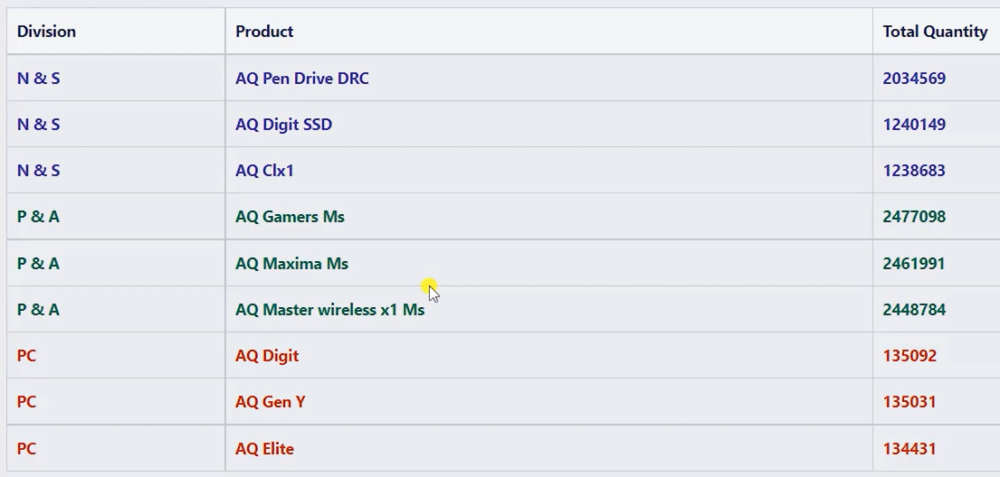 Division Product Total Quantity
N & S AQ Pen Drive DRC 2034569
N & S AQ Digit SSD 1240149
N & S AQ Clx1 1238683
P & A AQ Gamers Ms 2477098
P & A AQ Maxima Ms 2461991
P & A AQ Master wireless x1 Ms 2448784
PC AQ Digit 135092
PC AQ Gen Y 135031
PC AQ Elite 134431